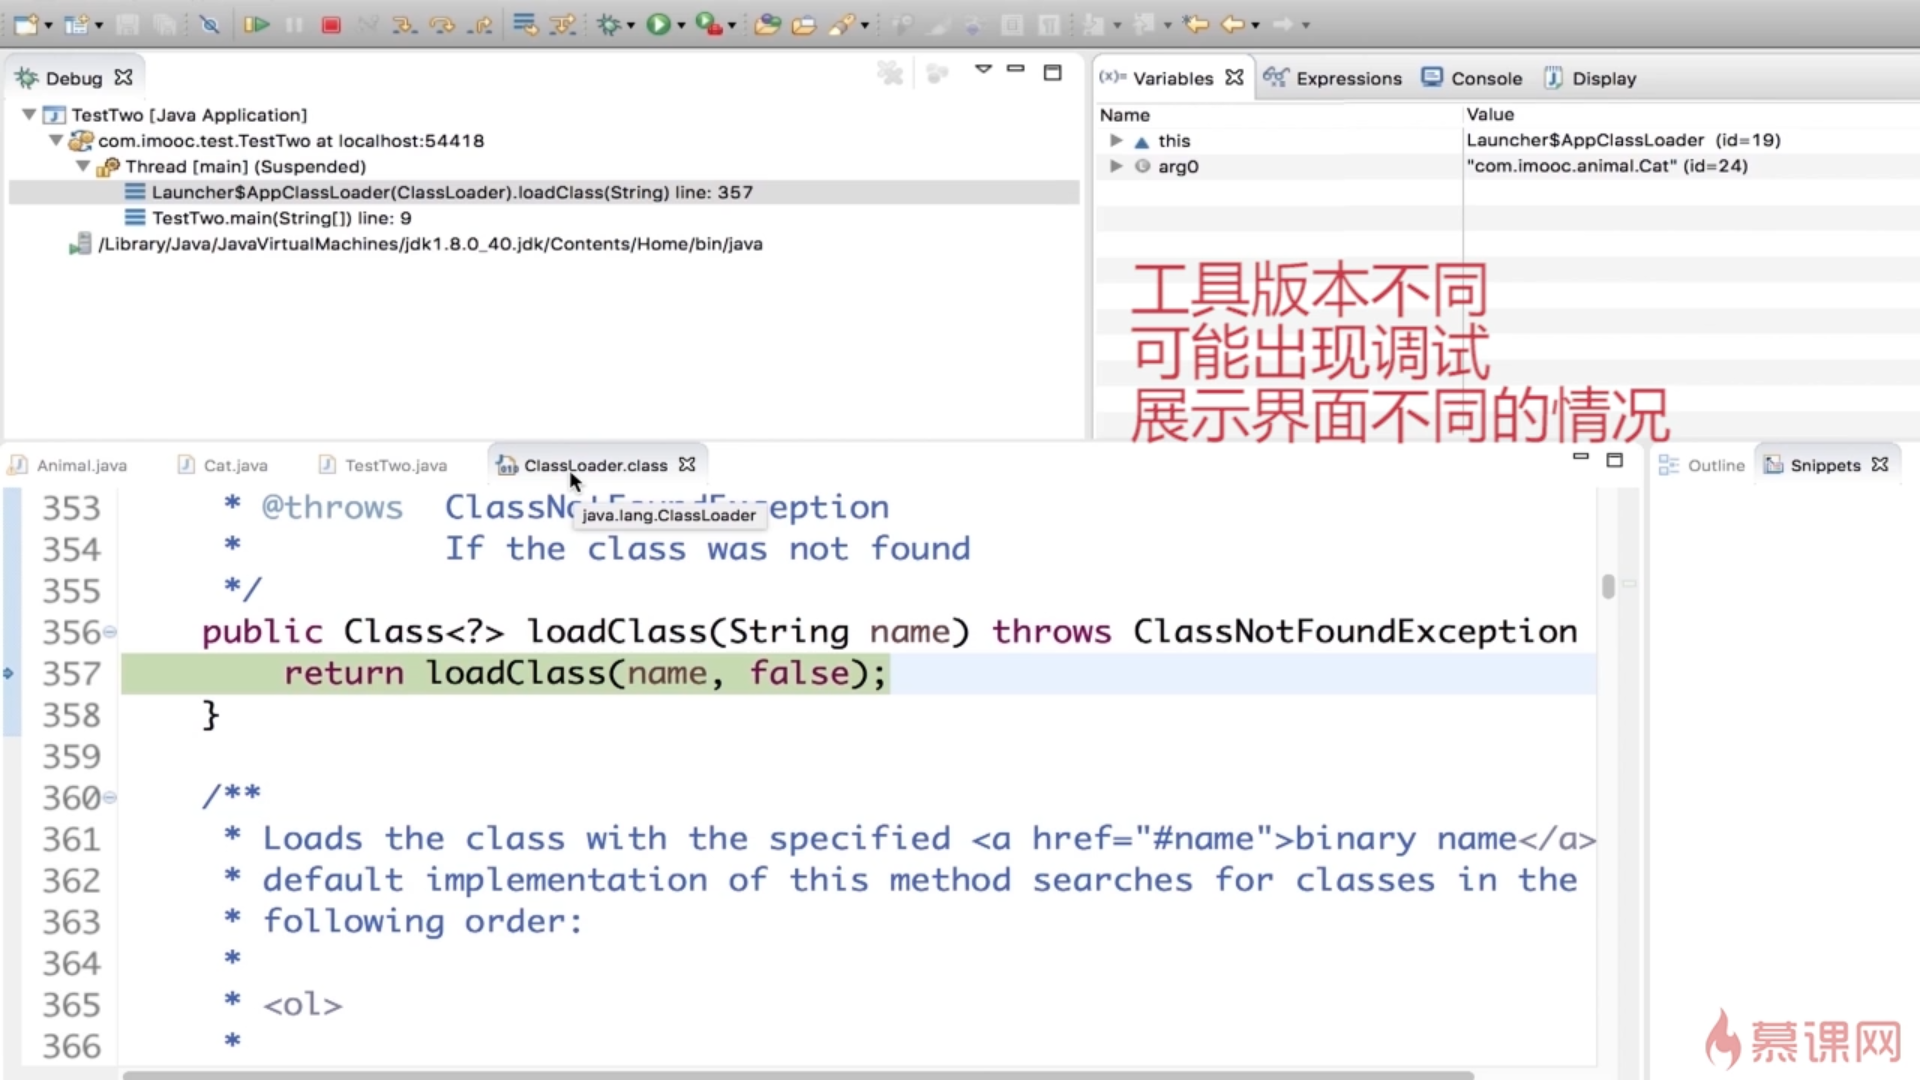 Debug
Variables Expressions Console Display
TestTwo [Java Application]
com.imooc.test.TestTwo at localhost:54418
Thread [main] (Suspended)
Launcher$AppClassLoader(ClassLoader).loadClass(String) line: 357
TestTwo.main(String[]) line: 9
/Library/Java/JavaVirtualMachines/jdk1.8.0_40.jdk/Contents/Home/bin/java
Name Value
this Launcher$AppClassLoader (id=19)
arg0 "com.imooc.animal.Cat" (id=24)
工具版本不同
可能出现调试
展示界面不同的情况
Animal.java Cat.java TestTwo.java ClassLoader.class
Outline Snippets
java.lang.ClassLoader
353 * @throws ClassNotFoundException
354 * If the class was not found
355 */
356 public Class<?> loadClass(String name) throws ClassNotFoundException
357 return loadClass(name, false);
358 }
359
360 /**
361 * Loads the class with the specified <a href="#name">binary name</a>
362 * default implementation of this method searches for classes in the
363 * following order:
364 *
365 * <ol>
366 *
慕课网